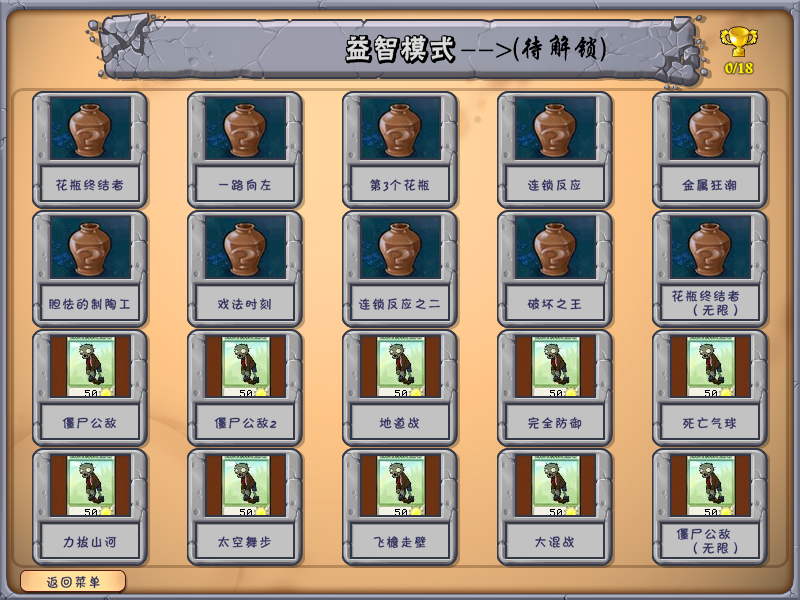 益智模式-->(待解锁)
0/18
花瓶终结者
一路向左
第3个花瓶
连锁反应
金属狂潮
胆怯的制陶工
戏法时刻
连锁反应之二
破坏之王
花瓶终结者
(无限)
50
50
50
50
50
僵尸公敌
僵尸公敌2
地道战
完全防御
死亡气球
50
50
50
50
50
力拔山河
太空舞步
飞檐走壁
大混战
僵尸公敌
(无限)
返回菜单